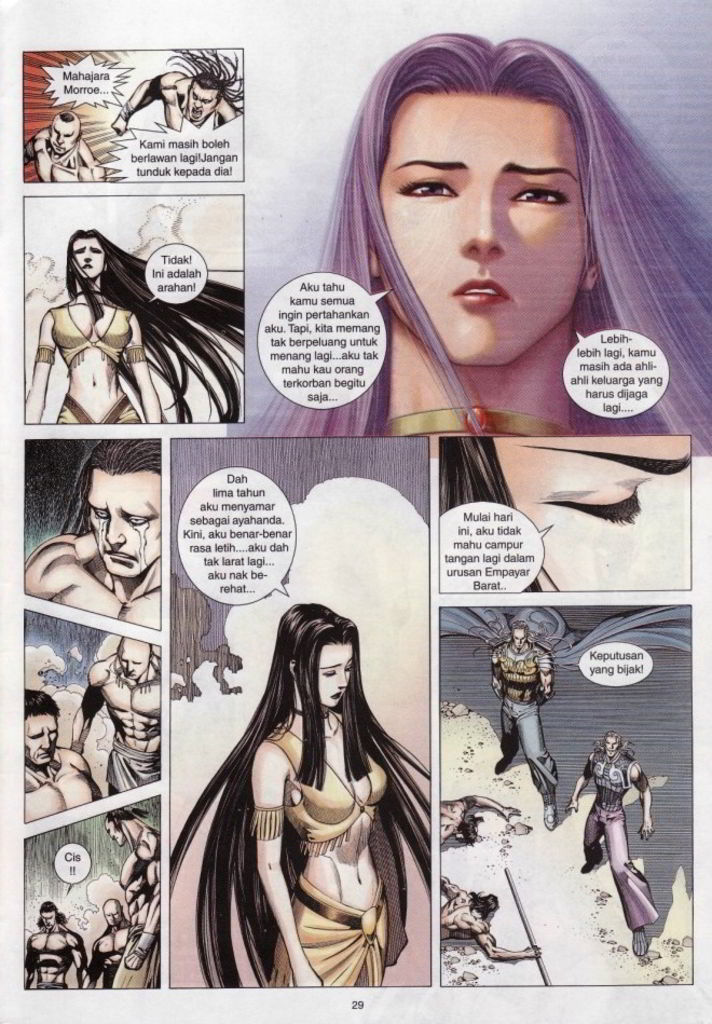 Mahajara
Morroe...
Kami masih boleh
berlawan lagi!Jangan
tunduk kepada dia!
Tidak!
Ini adalah
arahan!
Aku tahu
kamu semua
ingin pertahankan
aku. Tapi, kita memang
tak berpeluang untuk
menang lagi...aku tak
mahu kamu orang
terkorban begitu
saja...
Lebih-
lebih lagi, kamu
masih ada ahli-
ahli keluarga yang
harus dijaga
lagi....
Dah
lima tahun
aku menyamar
sebagai ayahanda.
Kini, aku benar-benar
rasa letih....aku dah
tak larat lagi...
aku nak be-
rehat...
Mulai hari
ini, aku tidak
mahu campur
tangan lagi dalam
urusan Empayar
Barat..
Cis
!!
Keputusan
yang bijak!
29